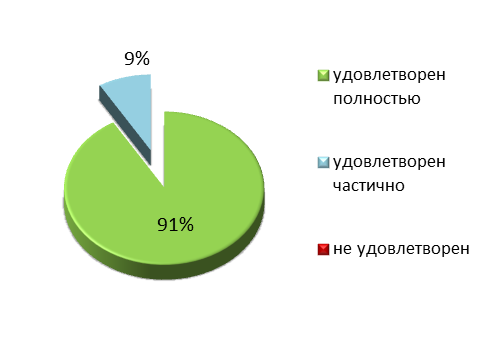 9%
91%
удовлетворен
полностью
удовлетворен
частично
не удовлетворен